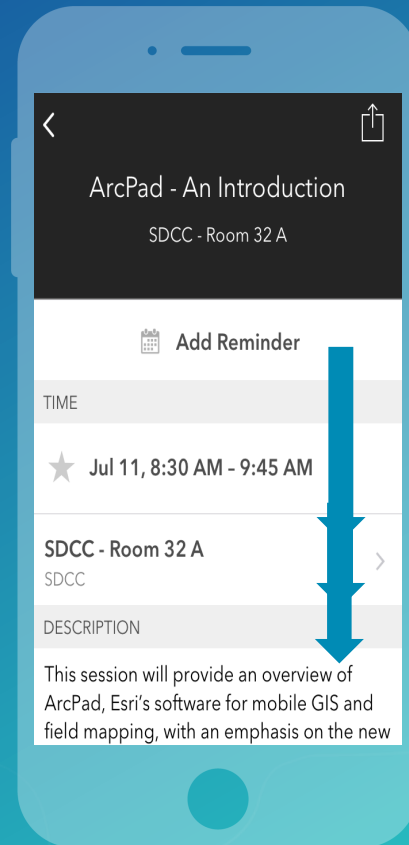 ArcPad - An Introduction
SDCC - Room 32 A
Add Reminder
TIME
Jul 11, 8:30 AM – 9:45 AM
SDCC - Room 32 A
SDCC
DESCRIPTION
This session will provide an overview of
ArcPad, Esri's software for mobile GIS and
field mapping, with an emphasis on the new